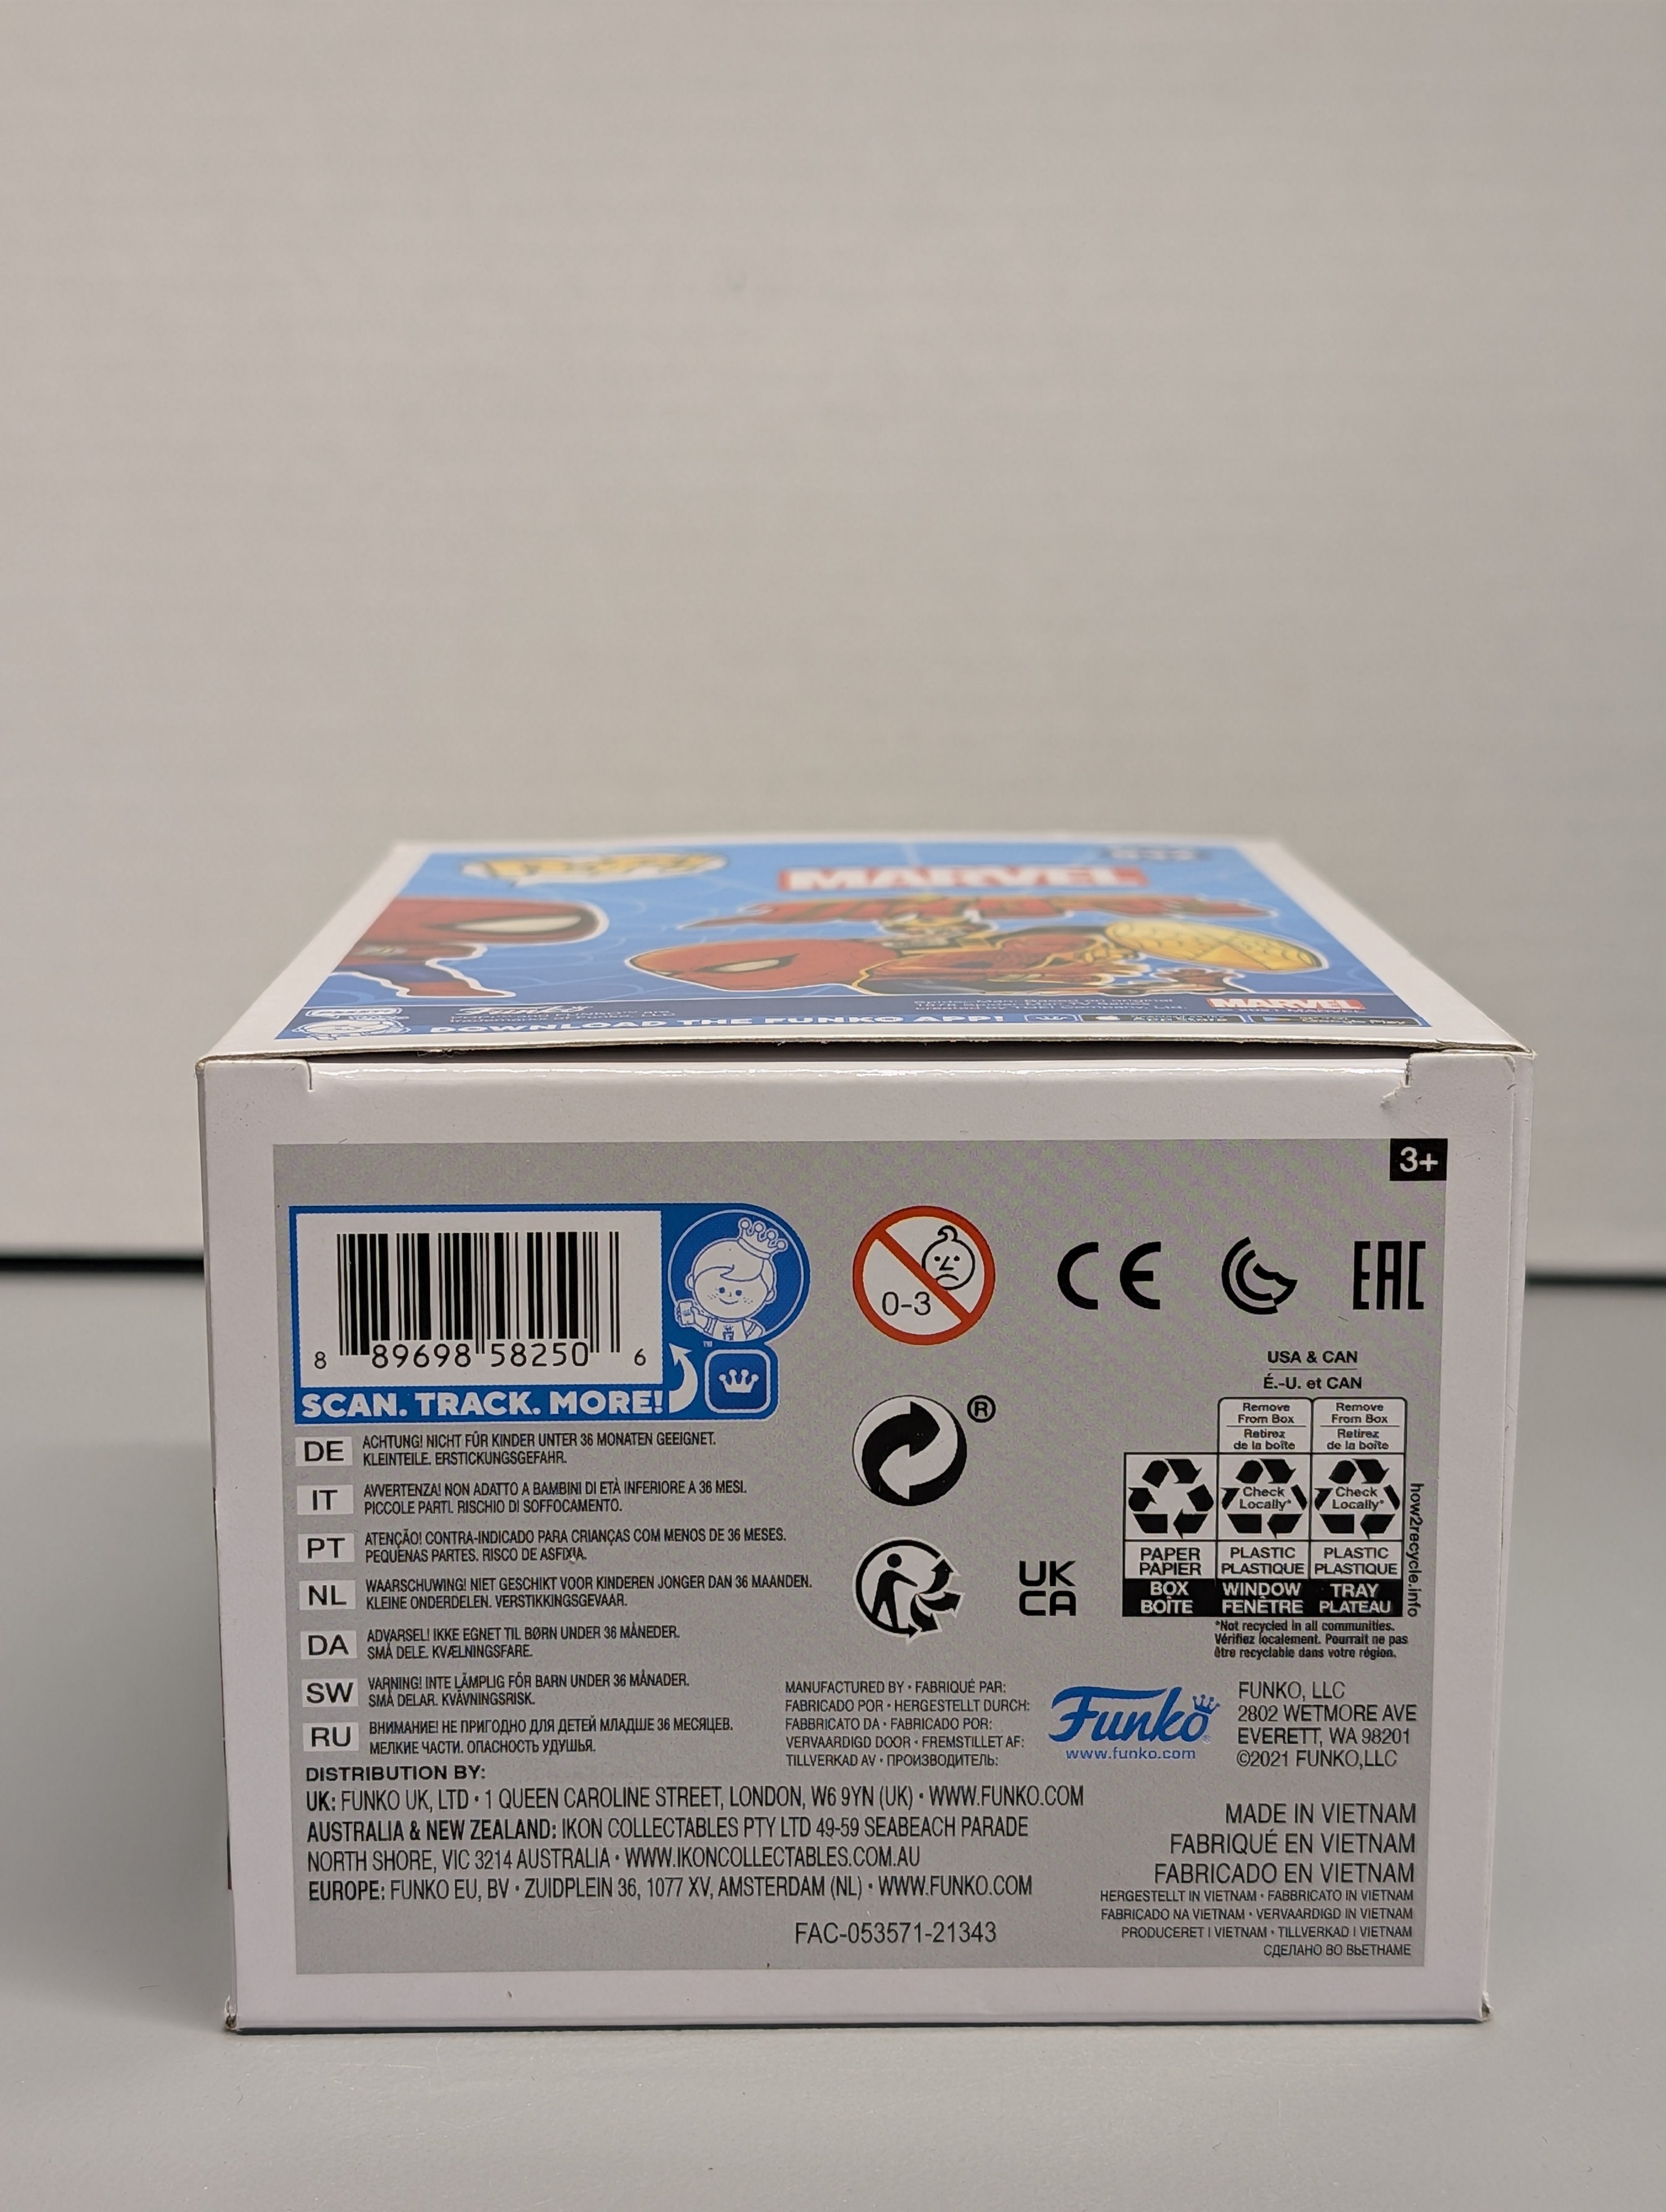 MARVEL
Funko
MARVEL
DOWNLOAD THE FUNKO APP!
3+
8 89698 58250 6
™
SCAN. TRACK. MORE!
0-3
CE
EAC
®
UK
CA
USA & CAN
É.-U. et CAN
Remove
From Box
Retirez
de la boîte
Remove
From Box
Retirez
de la boîte
Check
Locally*
Check
Locally*
PAPER
PAPIER
PLASTIC
PLASTIQUE
PLASTIC
PLASTIQUE
BOX
BOÎTE
WINDOW
FENÊTRE
TRAY
PLATEAU
how2recycle.info
*Not recycled in all communities.
Vérifiez localement. Pourrait ne pas
être recyclable dans votre région.
DE ACHTUNG! NICHT FÜR KINDER UNTER 36 MONATEN GEEIGNET.
KLEINTEILE. ERSTICKUNGSGEFAHR.
IT AVVERTENZA! NON ADATTO A BAMBINI DI ETÀ INFERIORE A 36 MESI.
PICCOLE PARTI. RISCHIO DI SOFFOCAMENTO.
PT ATENÇÃO! CONTRA-INDICADO PARA CRIANÇAS COM MENOS DE 36 MESES.
PEQUENAS PARTES. RISCO DE ASFIXIA.
NL WAARSCHUWING! NIET GESCHIKT VOOR KINDEREN JONGER DAN 36 MAANDEN.
KLEINE ONDERDELEN. VERSTIKKINGSGEVAAR.
DA ADVARSEL! IKKE EGNET TIL BØRN UNDER 36 MÅNEDER.
SMÅ DELE. KVÆLNINGSFARE.
SW VARNING! INTE LÄMPLIG FÖR BARN UNDER 36 MÅNADER.
SMÅ DELAR. KVÄVNINGSRISK.
RU ВНИМАНИЕ! НЕ ПРИГОДНО ДЛЯ ДЕТЕЙ МЛАДШЕ 36 МЕСЯЦЕВ.
МЕЛКИЕ ЧАСТИ. ОПАСНОСТЬ УДУШЬЯ.
MANUFACTURED BY • FABRIQUÉ PAR:
FABRICADO POR • HERGESTELLT DURCH:
FABBRICATO DA • FABRICADO POR:
VERVAARDIGD DOOR • FREMSTILLET AF:
TILLVERKAD AV • ПРОИЗВОДИТЕЛЬ:
Funko
www.funko.com
FUNKO, LLC
2802 WETMORE AVE
EVERETT, WA 98201
©2021 FUNKO,LLC
DISTRIBUTION BY:
UK: FUNKO UK, LTD • 1 QUEEN CAROLINE STREET, LONDON, W6 9YN (UK) • WWW.FUNKO.COM
AUSTRALIA & NEW ZEALAND: IKON COLLECTABLES PTY LTD 49-59 SEABEACH PARADE
NORTH SHORE, VIC 3214 AUSTRALIA • WWW.IKONCOLLECTABLES.COM.AU
EUROPE: FUNKO EU, BV • ZUIDPLEIN 36, 1077 XV, AMSTERDAM (NL) • WWW.FUNKO.COM
FAC-053571-21343
MADE IN VIETNAM
FABRIQUÉ EN VIETNAM
FABRICADO EN VIETNAM
HERGESTELLT IN VIETNAM • FABBRICATO IN VIETNAM
FABRICADO NA VIETNAM • VERVAARDIGD IN VIETNAM
PRODUCERET I VIETNAM • TILLVERKAD I VIETNAM
СДЕЛАНО ВО ВЬЕТНАМЕ